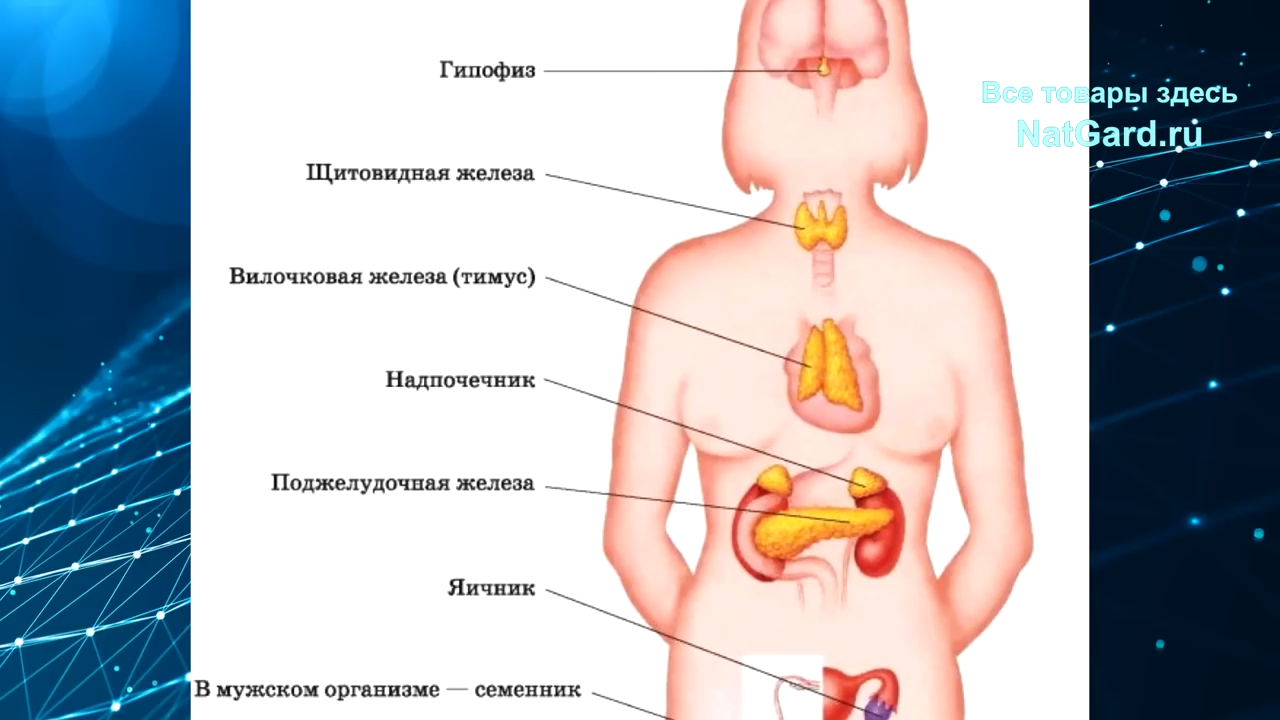 Гипофиз
Все товары здесь
NatGard.ru
Щитовидная железа
Вилочковая железа (тимус)
Надпочечник
Поджелудочная железа
Яичник
В мужском организме — семенник